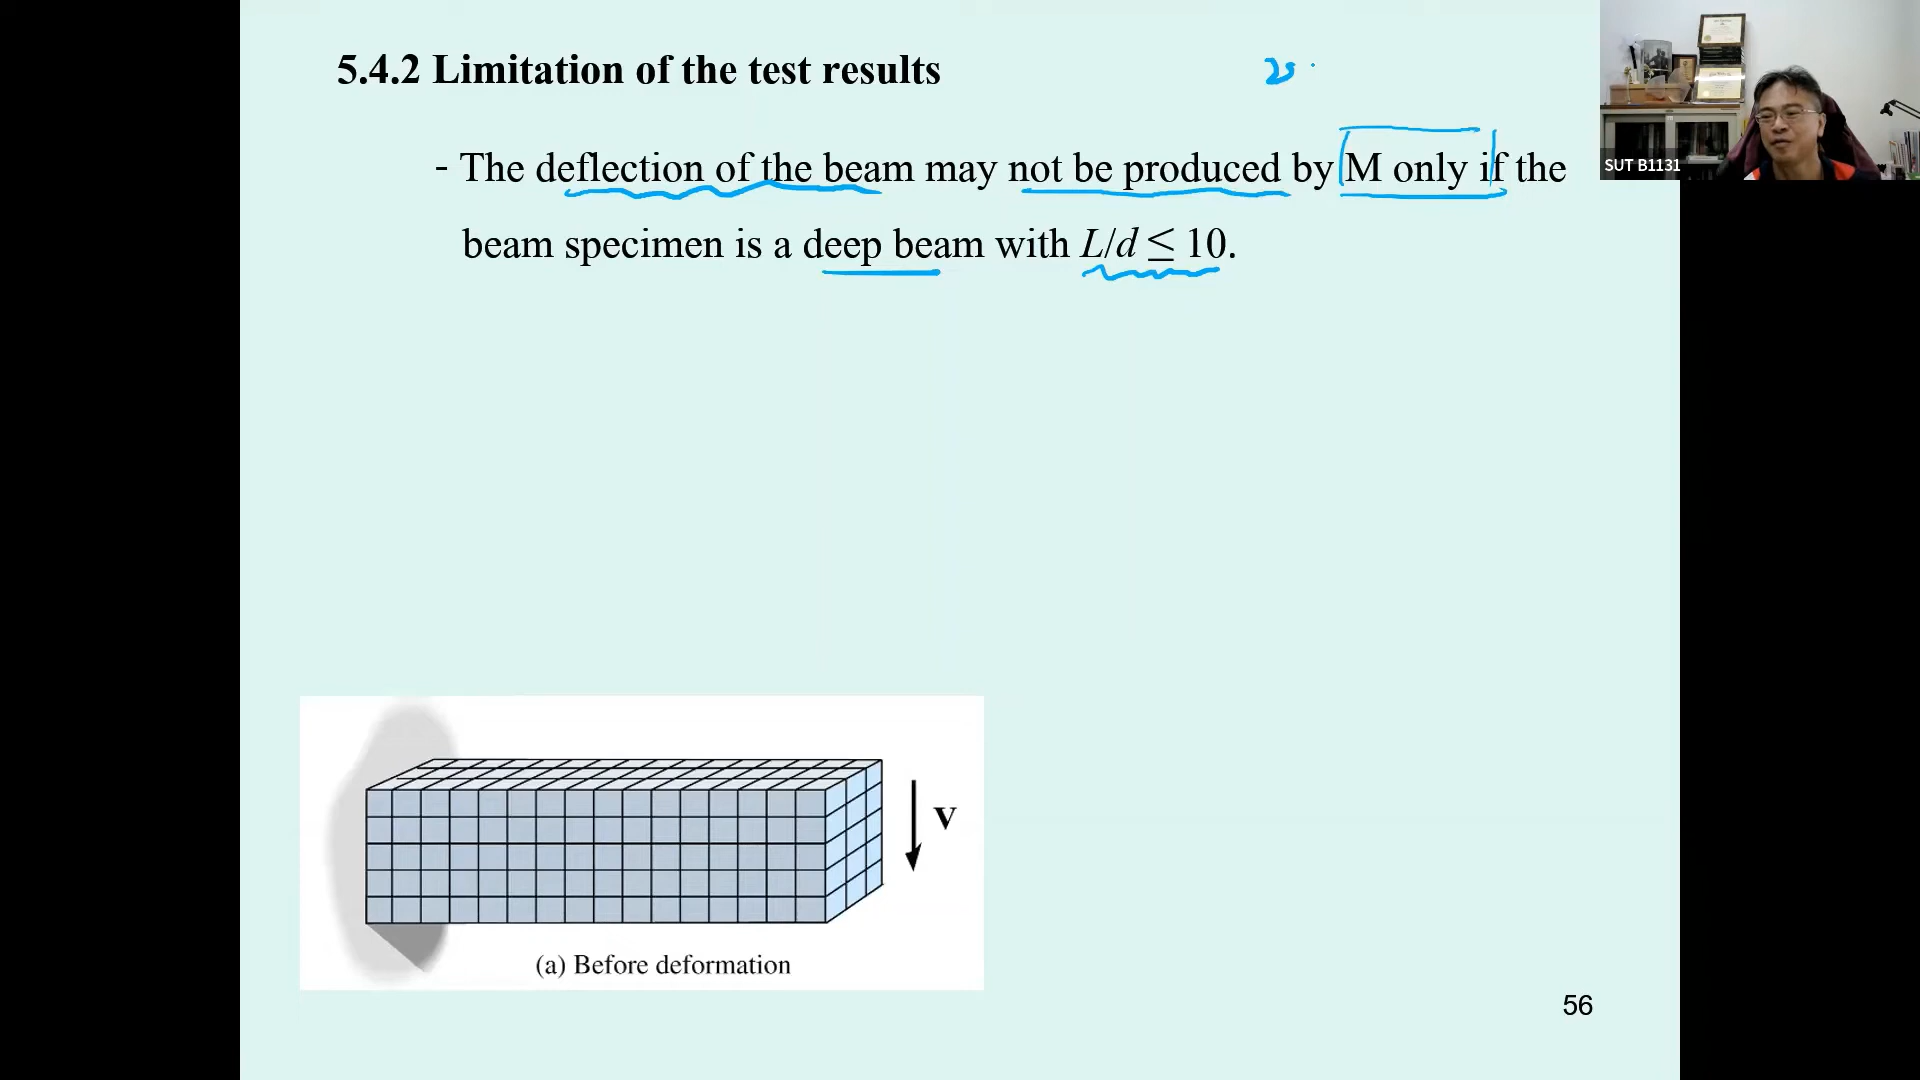 5.4.2 Limitation of the test results
- The deflection of the beam may not be produced by M only if the
beam specimen is a deep beam with L/d ≤ 10.
SUT B1131
V
(a) Before deformation
56